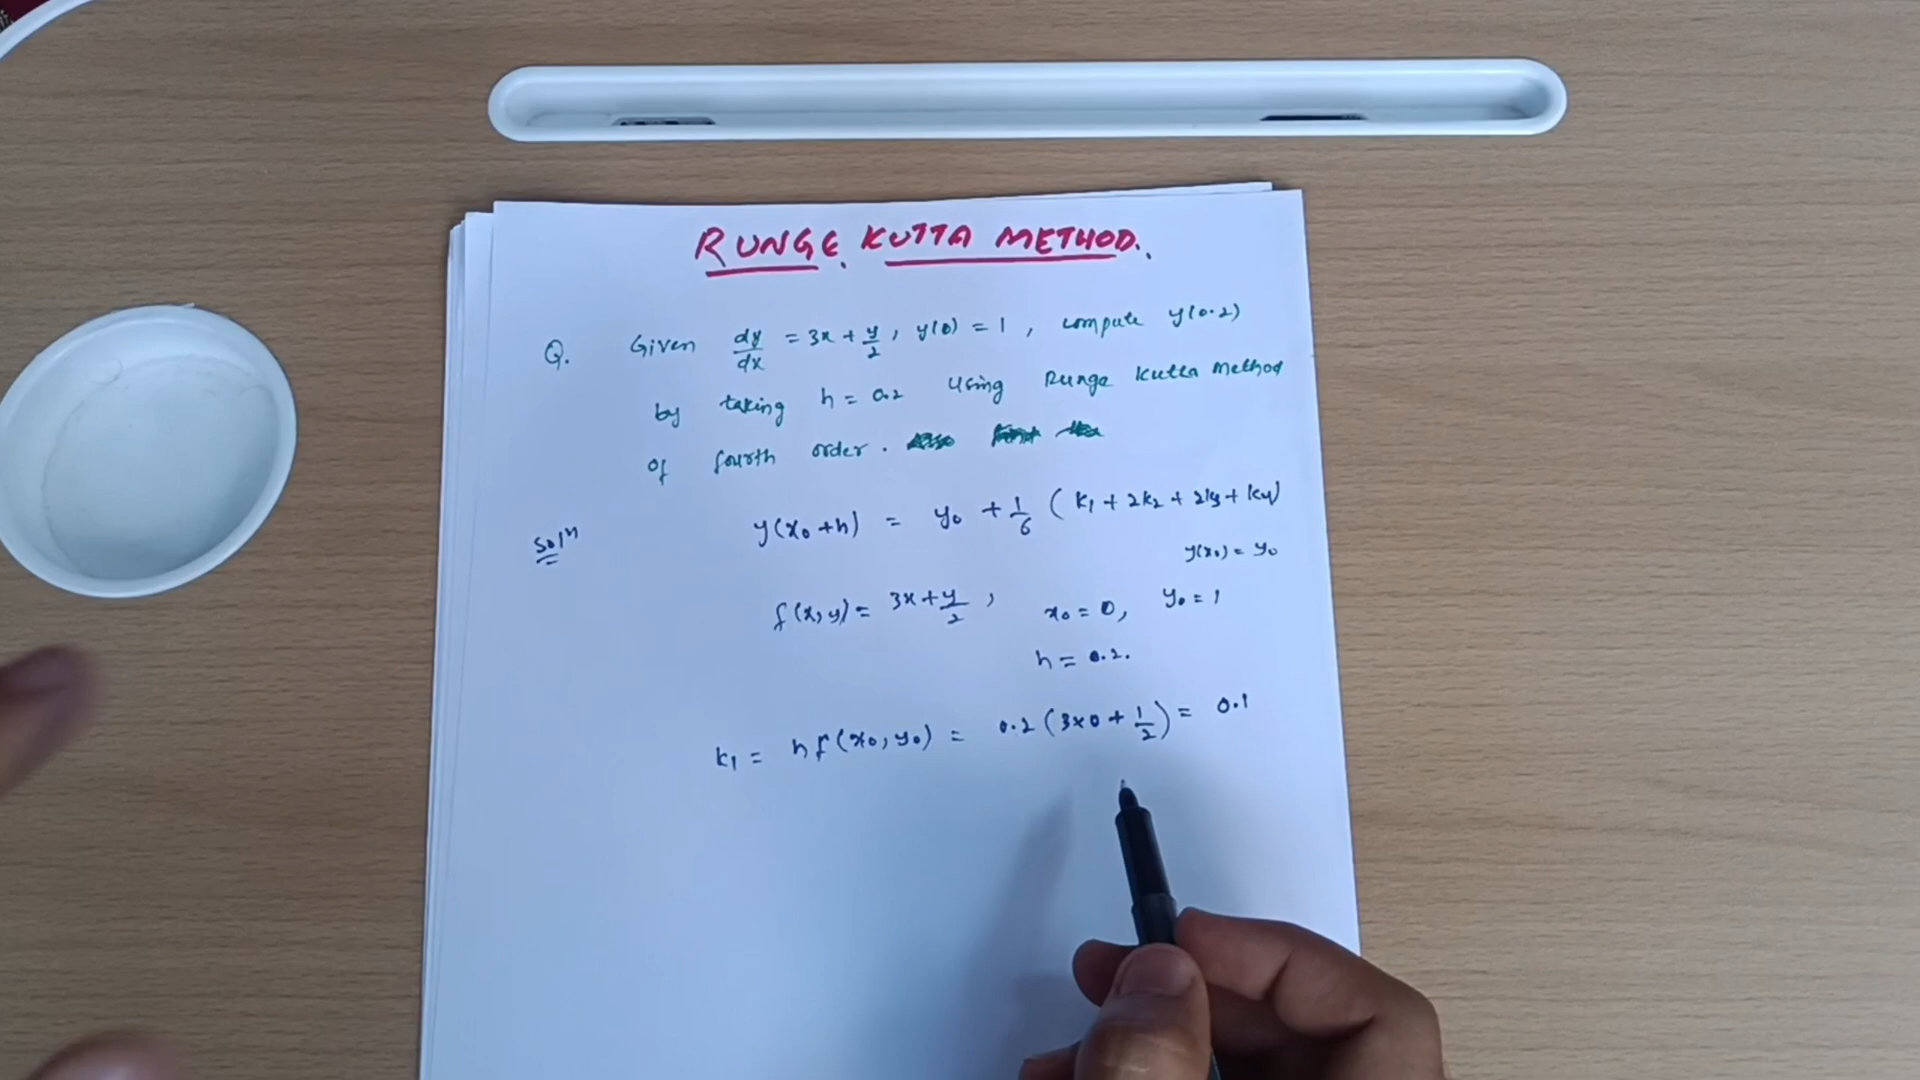 RUNGE KUTTA METHOD.
Q. Given dy/dx = 3x + y/2, y(0) = 1, compute y(0.2)
by taking h = 0.2 Using Runge Kutta Method
of fourth order.
Solⁿ y(x₀+h) = y₀ + 1/6 (k₁ + 2k₂ + 2k₃ + k₄)
y(x₀) = y₀
f(x,y) = 3x + y/2, x₀ = 0, y₀ = 1
h = 0.2.
k₁ = hf(x₀, y₀) = 0.2 (3×0 + 1/2) = 0.1